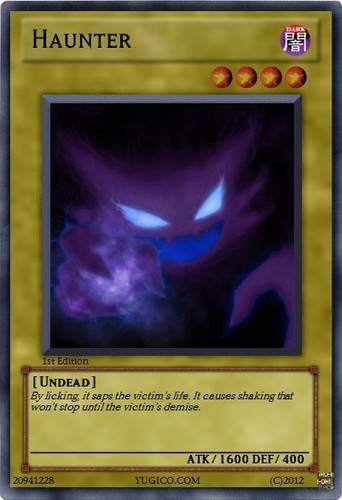 HAUNTER
DARK
闇
1st Edition
[ UNDEAD ]
By licking, it saps the victim's life. It causes shaking that
won't stop until the victim's demise.
ATK / 1600 DEF/ 400
20941228 YUGICO.COM (C)2012